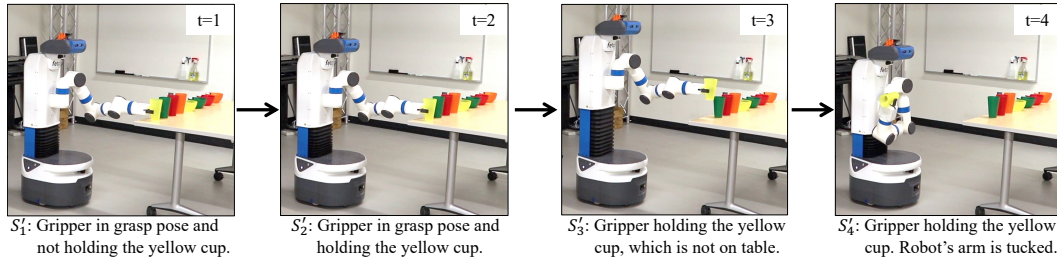 t=1
t=2
t=3
t=4
S′₁: Gripper in grasp pose and
not holding the yellow cup.
S′₂: Gripper in grasp pose and
holding the yellow cup.
S′₃: Gripper holding the yellow
cup, which is not on table.
S′₄: Gripper holding the yellow
cup. Robot’s arm is tucked.